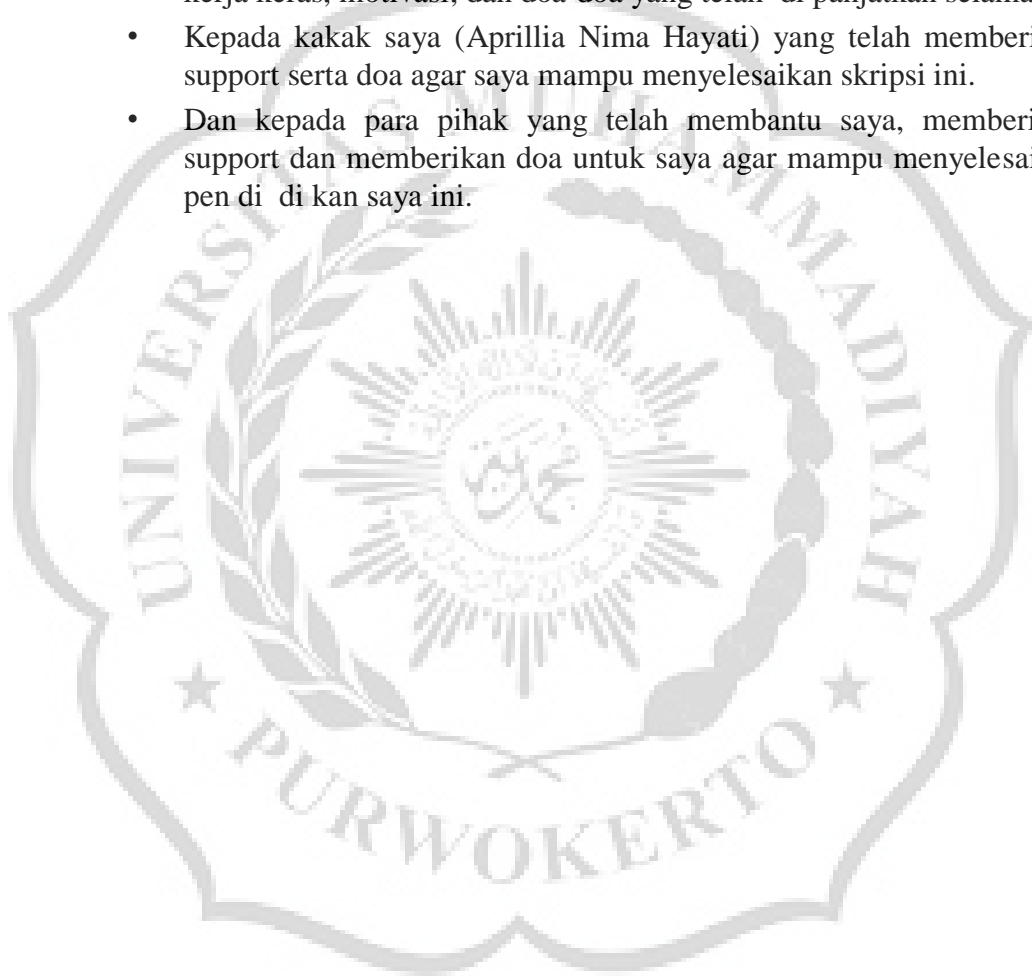 kerja keras, motivasi, dan doa-doa yang telah di panjatkan selama
• Kepada kakak saya (Aprillia Nima Hayati) yang telah memberi
support serta doa agar saya mampu menyelesaikan skripsi ini.
• Dan kepada para pihak yang telah membantu saya, memberi
support dan memberikan doa untuk saya agar mampu menyelesai
pen di di kan saya ini.
UNIVERSITAS MUHAMMADIYAH
PURWOKERTO